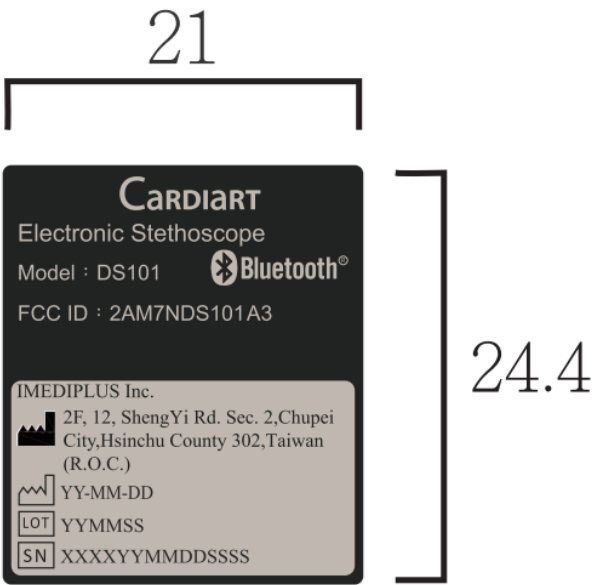 21
CARDIART
Electronic Stethoscope
Model：DS101
Bluetooth®
FCC ID：2AM7NDS101A3
24.4
IMEDIPLUS Inc.
2F, 12, ShengYi Rd. Sec. 2,Chupei
City,Hsinchu County 302,Taiwan
(R.O.C.)
YY-MM-DD
LOT YYMMSS
SN XXXXYYMMDDSSSS